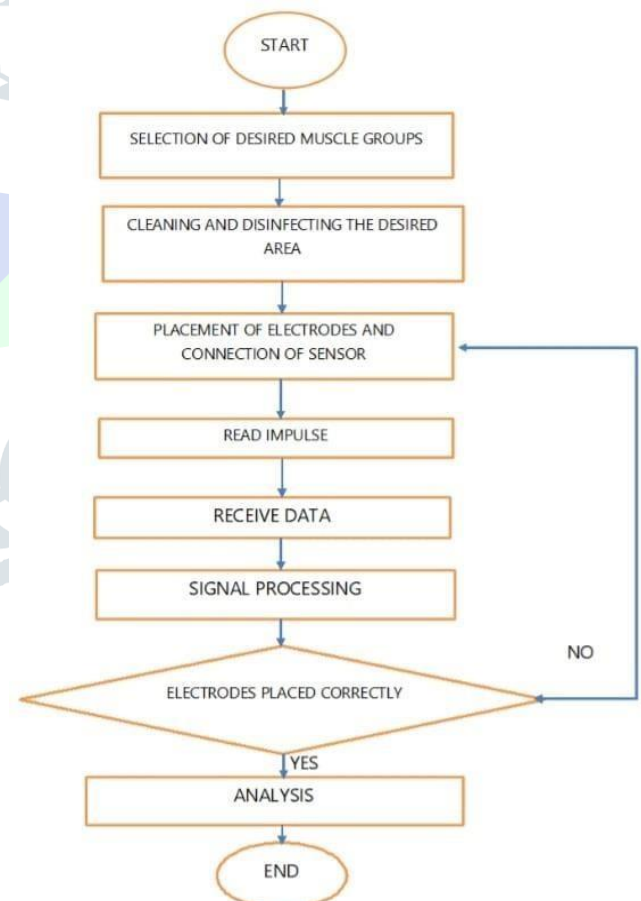 START
SELECTION OF DESIRED MUSCLE GROUPS
CLEANING AND DISINFECTING THE DESIRED
AREA
PLACEMENT OF ELECTRODES AND
CONNECTION OF SENSOR
READ IMPULSE
RECEIVE DATA
SIGNAL PROCESSING
NO
ELECTRODES PLACED CORRECTLY
YES
ANALYSIS
END